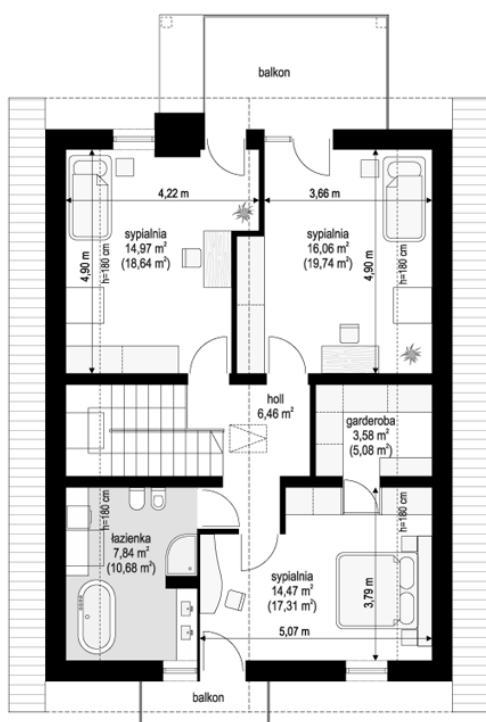 balkon
4,22 m
3,66 m
sypialnia
14,97 m²
(18,64 m²)
sypialnia
16,06 m²
(19,74 m²)
4,90 m
h=180 cm
4,90 m
h=180 cm
holl
6,46 m²
garderoba
3,58 m²
(5,08 m²)
h=180 cm
łazienka
7,84 m²
(10,68 m²)
h=180 cm
sypialnia
14,47 m²
(17,31 m²)
3,79 m
5,07 m
balkon